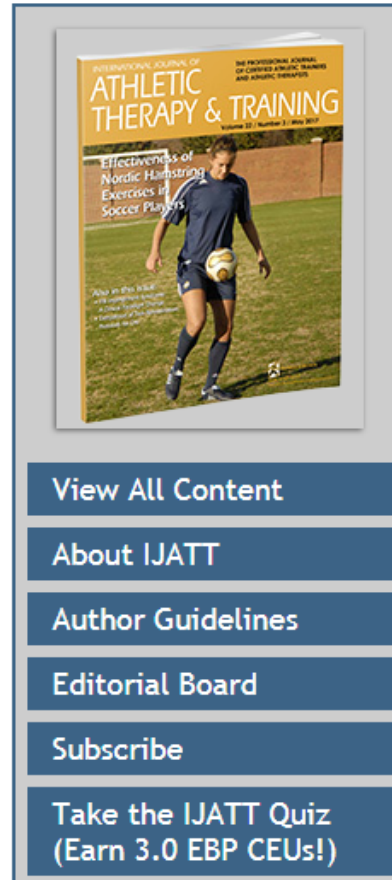 INTERNATIONAL JOURNAL OF
ATHLETIC
THERAPY & TRAINING
THE PROFESSIONAL JOURNAL
OF CERTIFIED ATHLETIC TRAINERS
AND ATHLETIC THERAPISTS
Volume 22 / Number 3 / May 2017
Effectiveness of
Nordic Hamstring
Exercises in
Soccer Players
Also in this issue:
View All Content
About IJATT
Author Guidelines
Editorial Board
Subscribe
Take the IJATT Quiz
(Earn 3.0 EBP CEUs!)